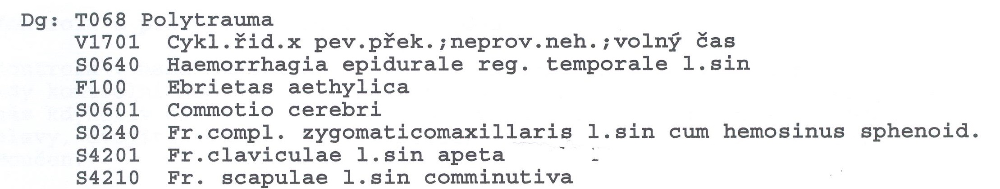 Dg: T068 Polytrauma
V1701 Cykl.řid.x pev.přek.;neprov.neh.;volný čas
S0640 Haemorrhagia epidurale reg. temporale l.sin
F100 Ebrietas aethylica
S0601 Commotio cerebri
S0240 Fr.compl. zygomaticomaxillaris l.sin cum hemosinus sphenoid.
S4201 Fr.claviculae l.sin apeta
S4210 Fr. scapulae l.sin comminutiva